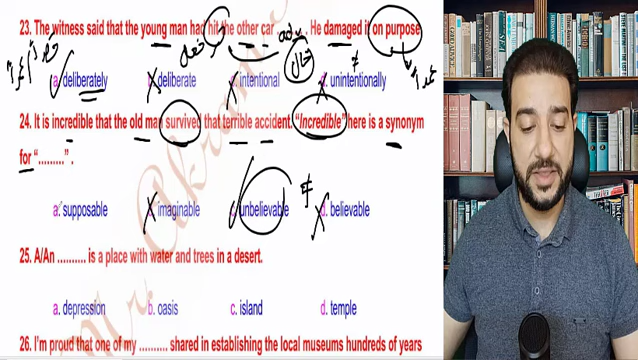 23. The witness said that the young man had hit the other car .......... He damaged it on purpose
a. deliberately b. deliberate c. intentional d. unintentionally
24. It is incredible that the old man survived that terrible accident. "Incredible" here is a synonym
for ".........." .
a. supposable b. imaginable c. unbelievable d. believable
25. A/An .......... is a place with water and trees in a desert.
a. depression b. oasis c. island d. temple
26. I'm proud that one of my ......... shared in establishing the local museums hundreds of years
adv
حال